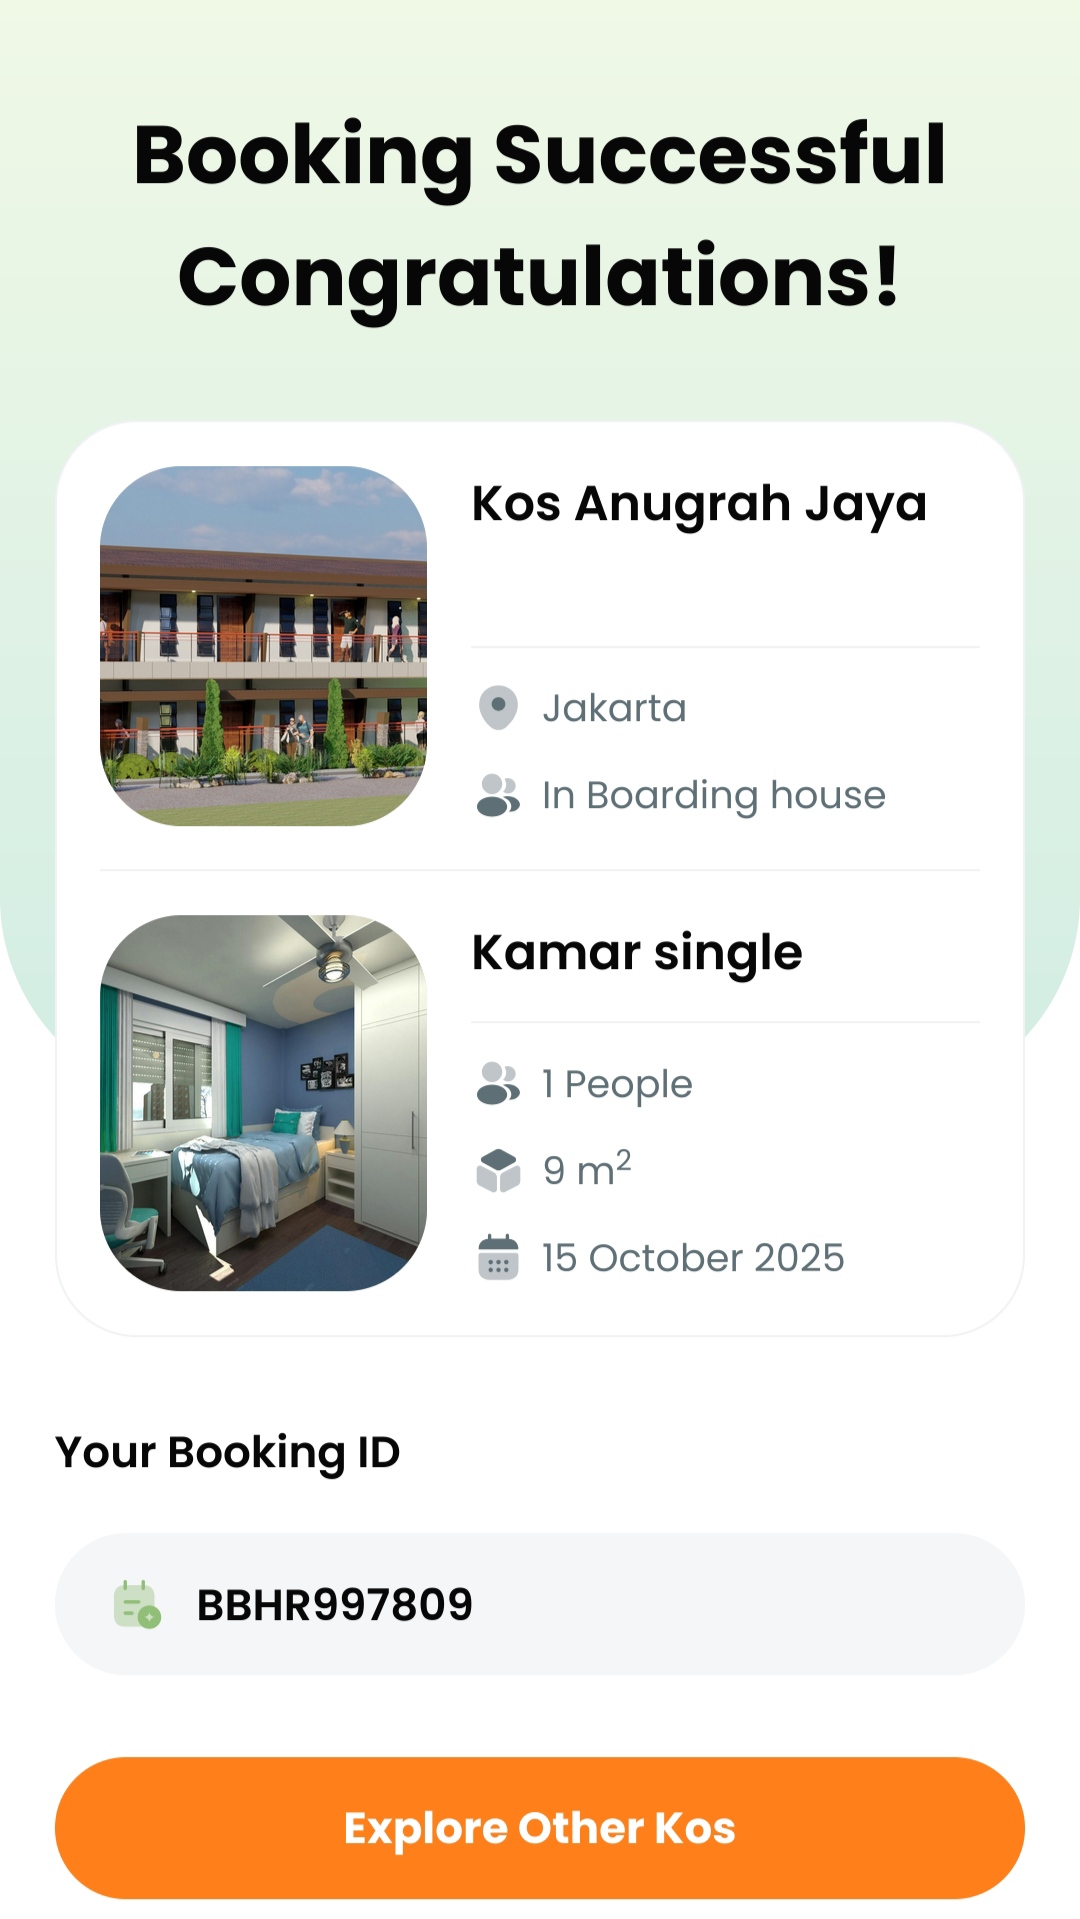 Booking Successful
Congratulations!
Kos Anugrah Jaya
Jakarta
In Boarding house
Kamar single
1 People
9 m²
15 October 2025
Your Booking ID
BBHR997809
Explore Other Kos